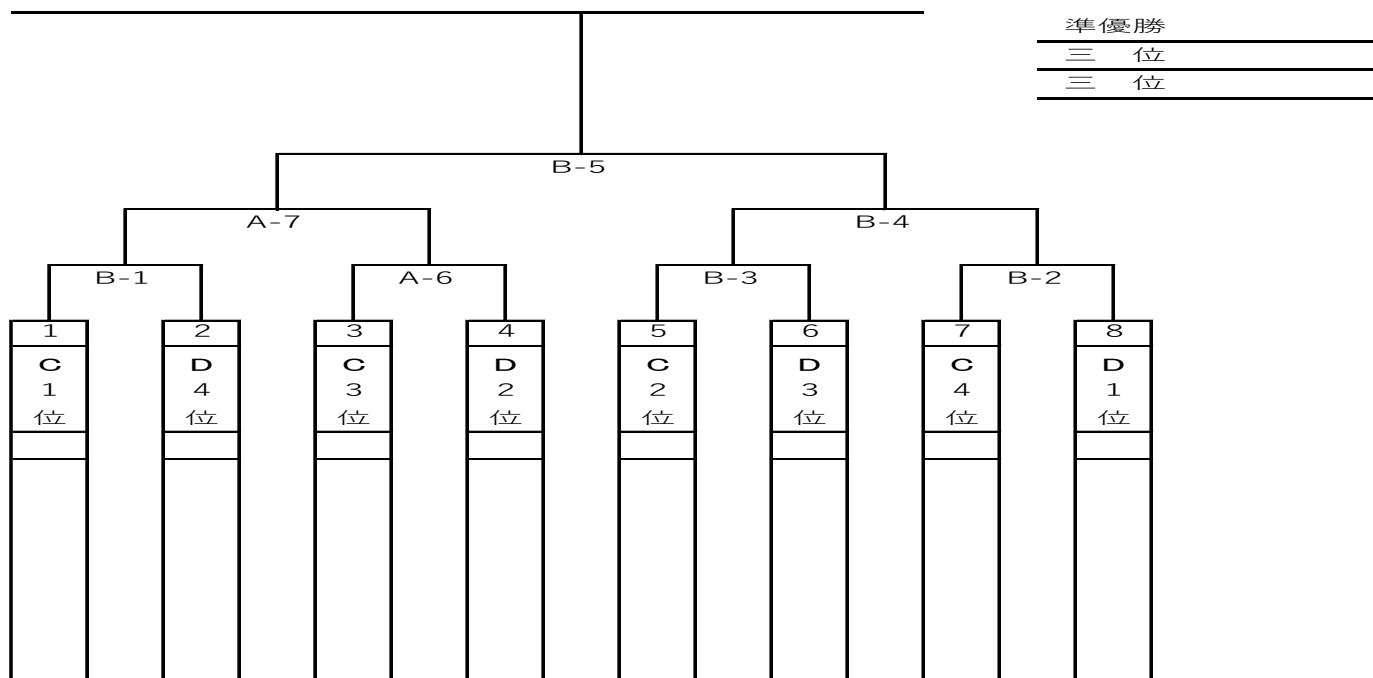 準優勝
三　位
三　位
B-5
A-7 B-4
B-1 A-6 B-3 B-2
1 2 3 4 5 6 7 8
C D C D C D C D
1 4 3 2 2 3 4 1
位 位 位 位 位 位 位 位